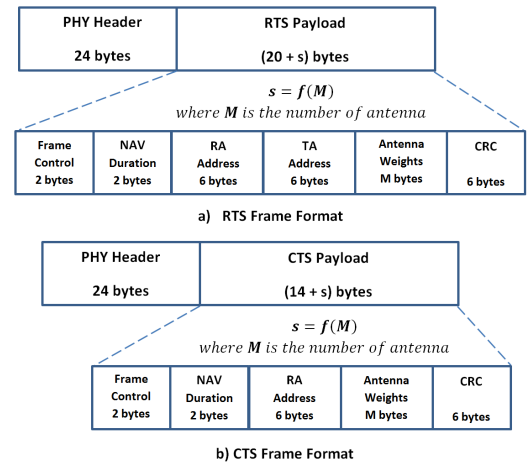 PHY Header
24 bytes
RTS Payload
(20 + s) bytes
s = f(M)
where M is the number of antenna
Frame
Control
2 bytes
NAV
Duration
2 bytes
RA
Address
6 bytes
TA
Address
6 bytes
Antenna
Weights
M bytes
CRC
6 bytes
a) RTS Frame Format
PHY Header
24 bytes
CTS Payload
(14 + s) bytes
s = f(M)
where M is the number of antenna
Frame
Control
2 bytes
NAV
Duration
2 bytes
RA
Address
6 bytes
Antenna
Weights
M bytes
CRC
6 bytes
b) CTS Frame Format